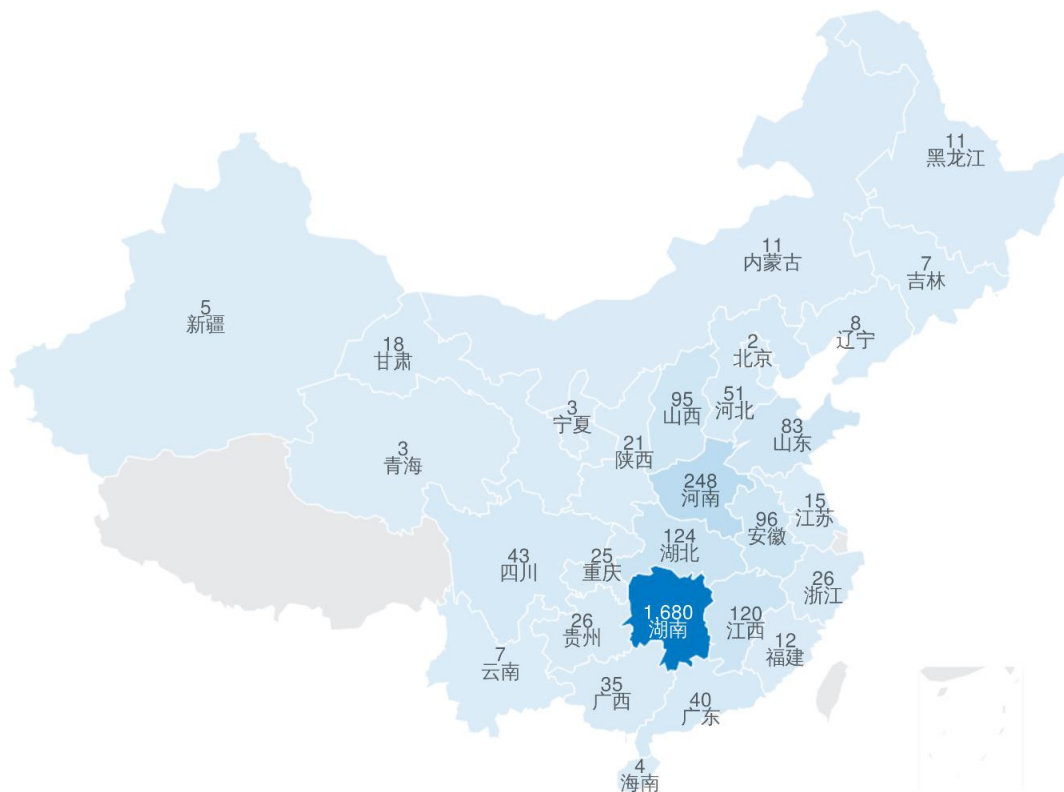 11
黑龙江
11
内蒙古
7
吉林
5
新疆
8
辽宁
2
北京
18
甘肃
95
山西
51
河北
3
宁夏
83
山东
21
陕西
3
青海
248
河南
15
江苏
96
安徽
124
湖北
43
四川
25
重庆
26
浙江
1,680
湖南
120
江西
26
贵州
12
福建
7
云南
35
广西
40
广东
4
海南